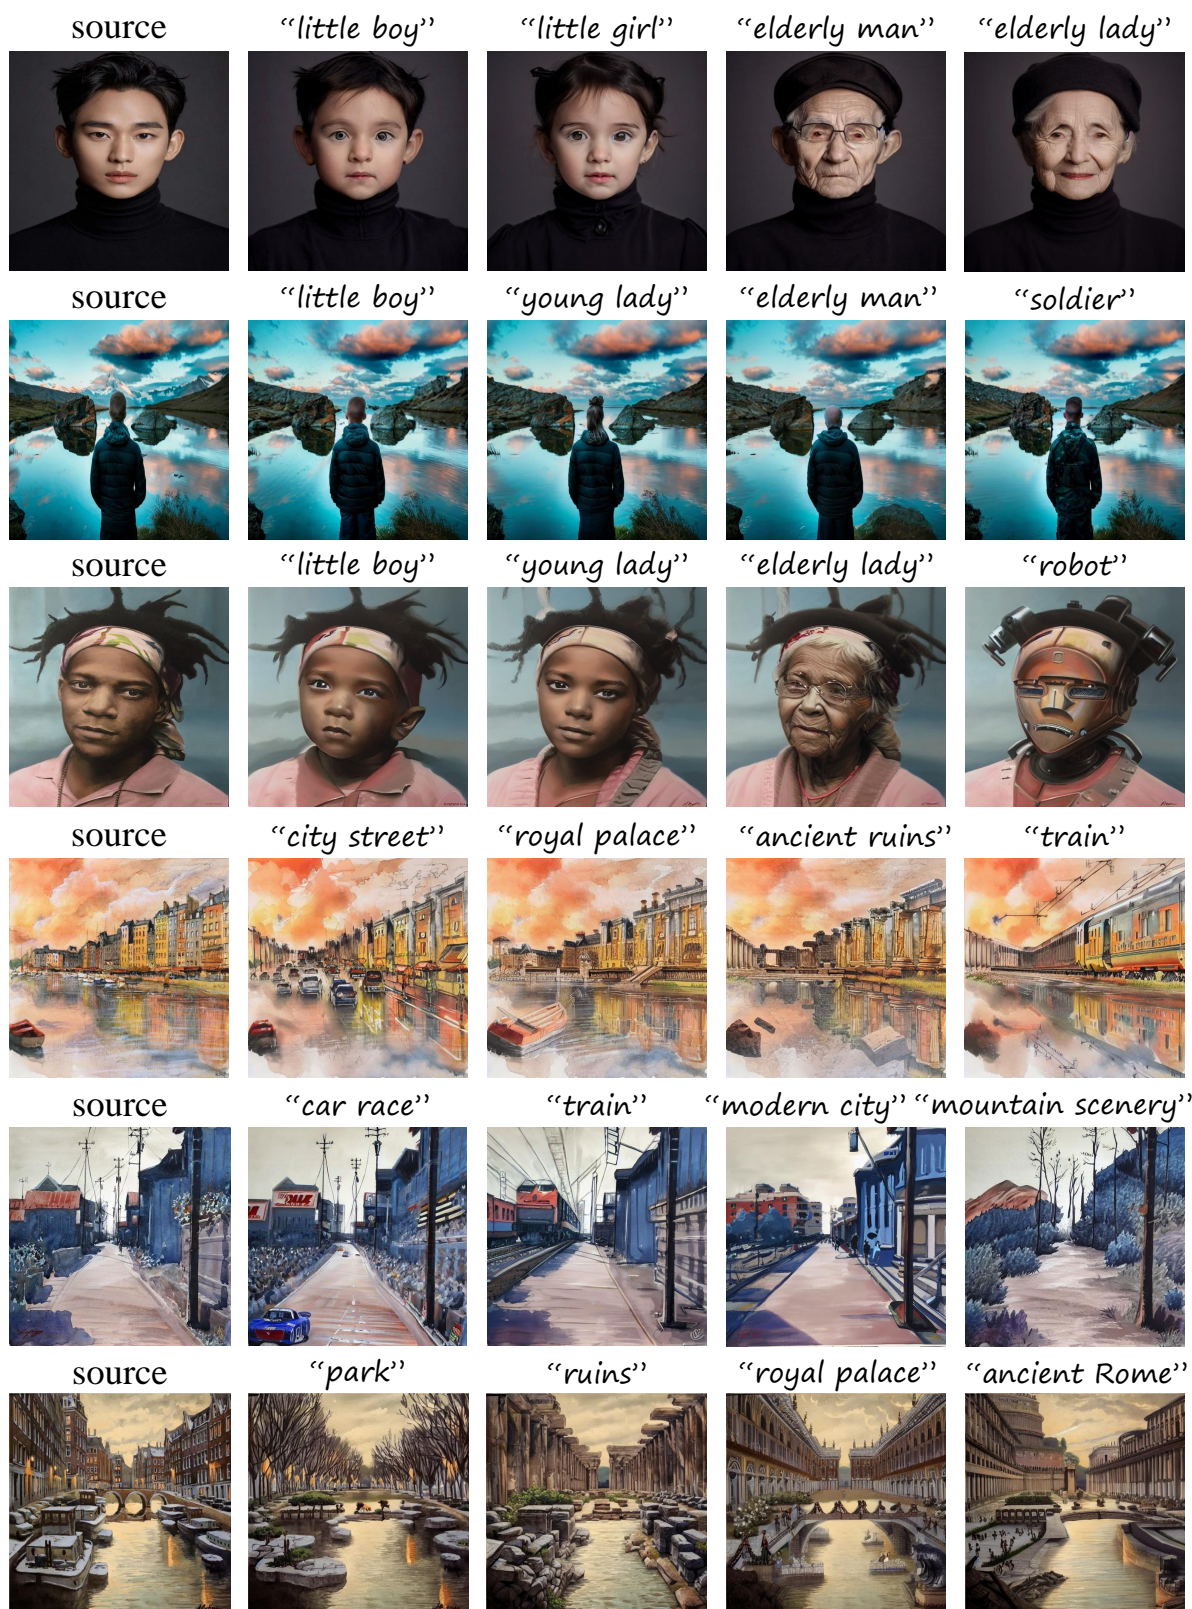 source “little boy” “little girl” “elderly man” “elderly lady”
source “little boy” “young lady” “elderly man” “soldier”
source “little boy” “young lady” “elderly lady” “robot”
source “city street” “royal palace” “ancient ruins” “train”
source “car race” “train” “modern city” “mountain scenery”
source “park” “ruins” “royal palace” “ancient Rome”